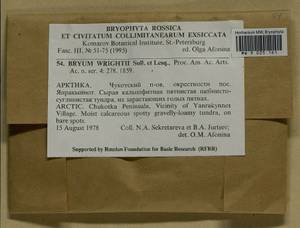 BRYOPHYTA ROSSICA
ET CIVITATUM COLLIMITANEARUM EXSICCATA
Komarov Botanical Institute, St.-Petersburg
Fasc. III, № 51-75 (1995) ed. Olga Afonina
54. BRYUM WRIGHTII Sull. et Lesq., Proc. Am. Ac. Arts.
Ac. n. ser. 4: 278. 1859.
АРКТИКА. Чукотский п-ов, окрестности пос.
Янракыннот. Сырая кальцефитная пятнистая щебнисто-
суглинистая тундра, на зарастающих голых пятнах.
ARCTIC. Chukotka Peninsula, Vicinity of Yanrakynnot
Village. Moist calcareous spotty gravelly-loamy tundra, on
bare spots.
15 August 1978 Coll. N.A. Sekretareva et B.A. Jurtzev;
det. O.M. Afonina
Supported by Russian Foundation for Basic Research (RFBR)